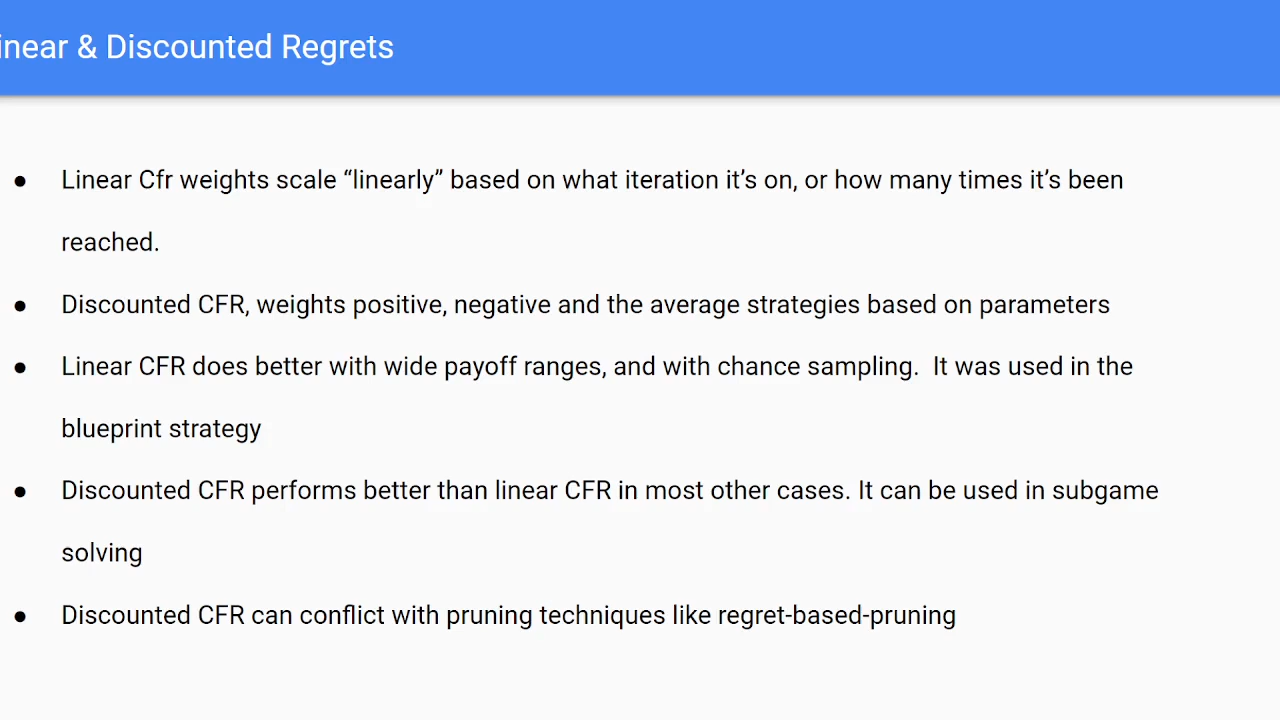 inear & Discounted Regrets
● Linear Cfr weights scale “linearly” based on what iteration it’s on, or how many times it’s been
reached.
● Discounted CFR, weights positive, negative and the average strategies based on parameters
● Linear CFR does better with wide payoff ranges, and with chance sampling.  It was used in the
blueprint strategy
● Discounted CFR performs better than linear CFR in most other cases. It can be used in subgame
solving
● Discounted CFR can conflict with pruning techniques like regret-based-pruning